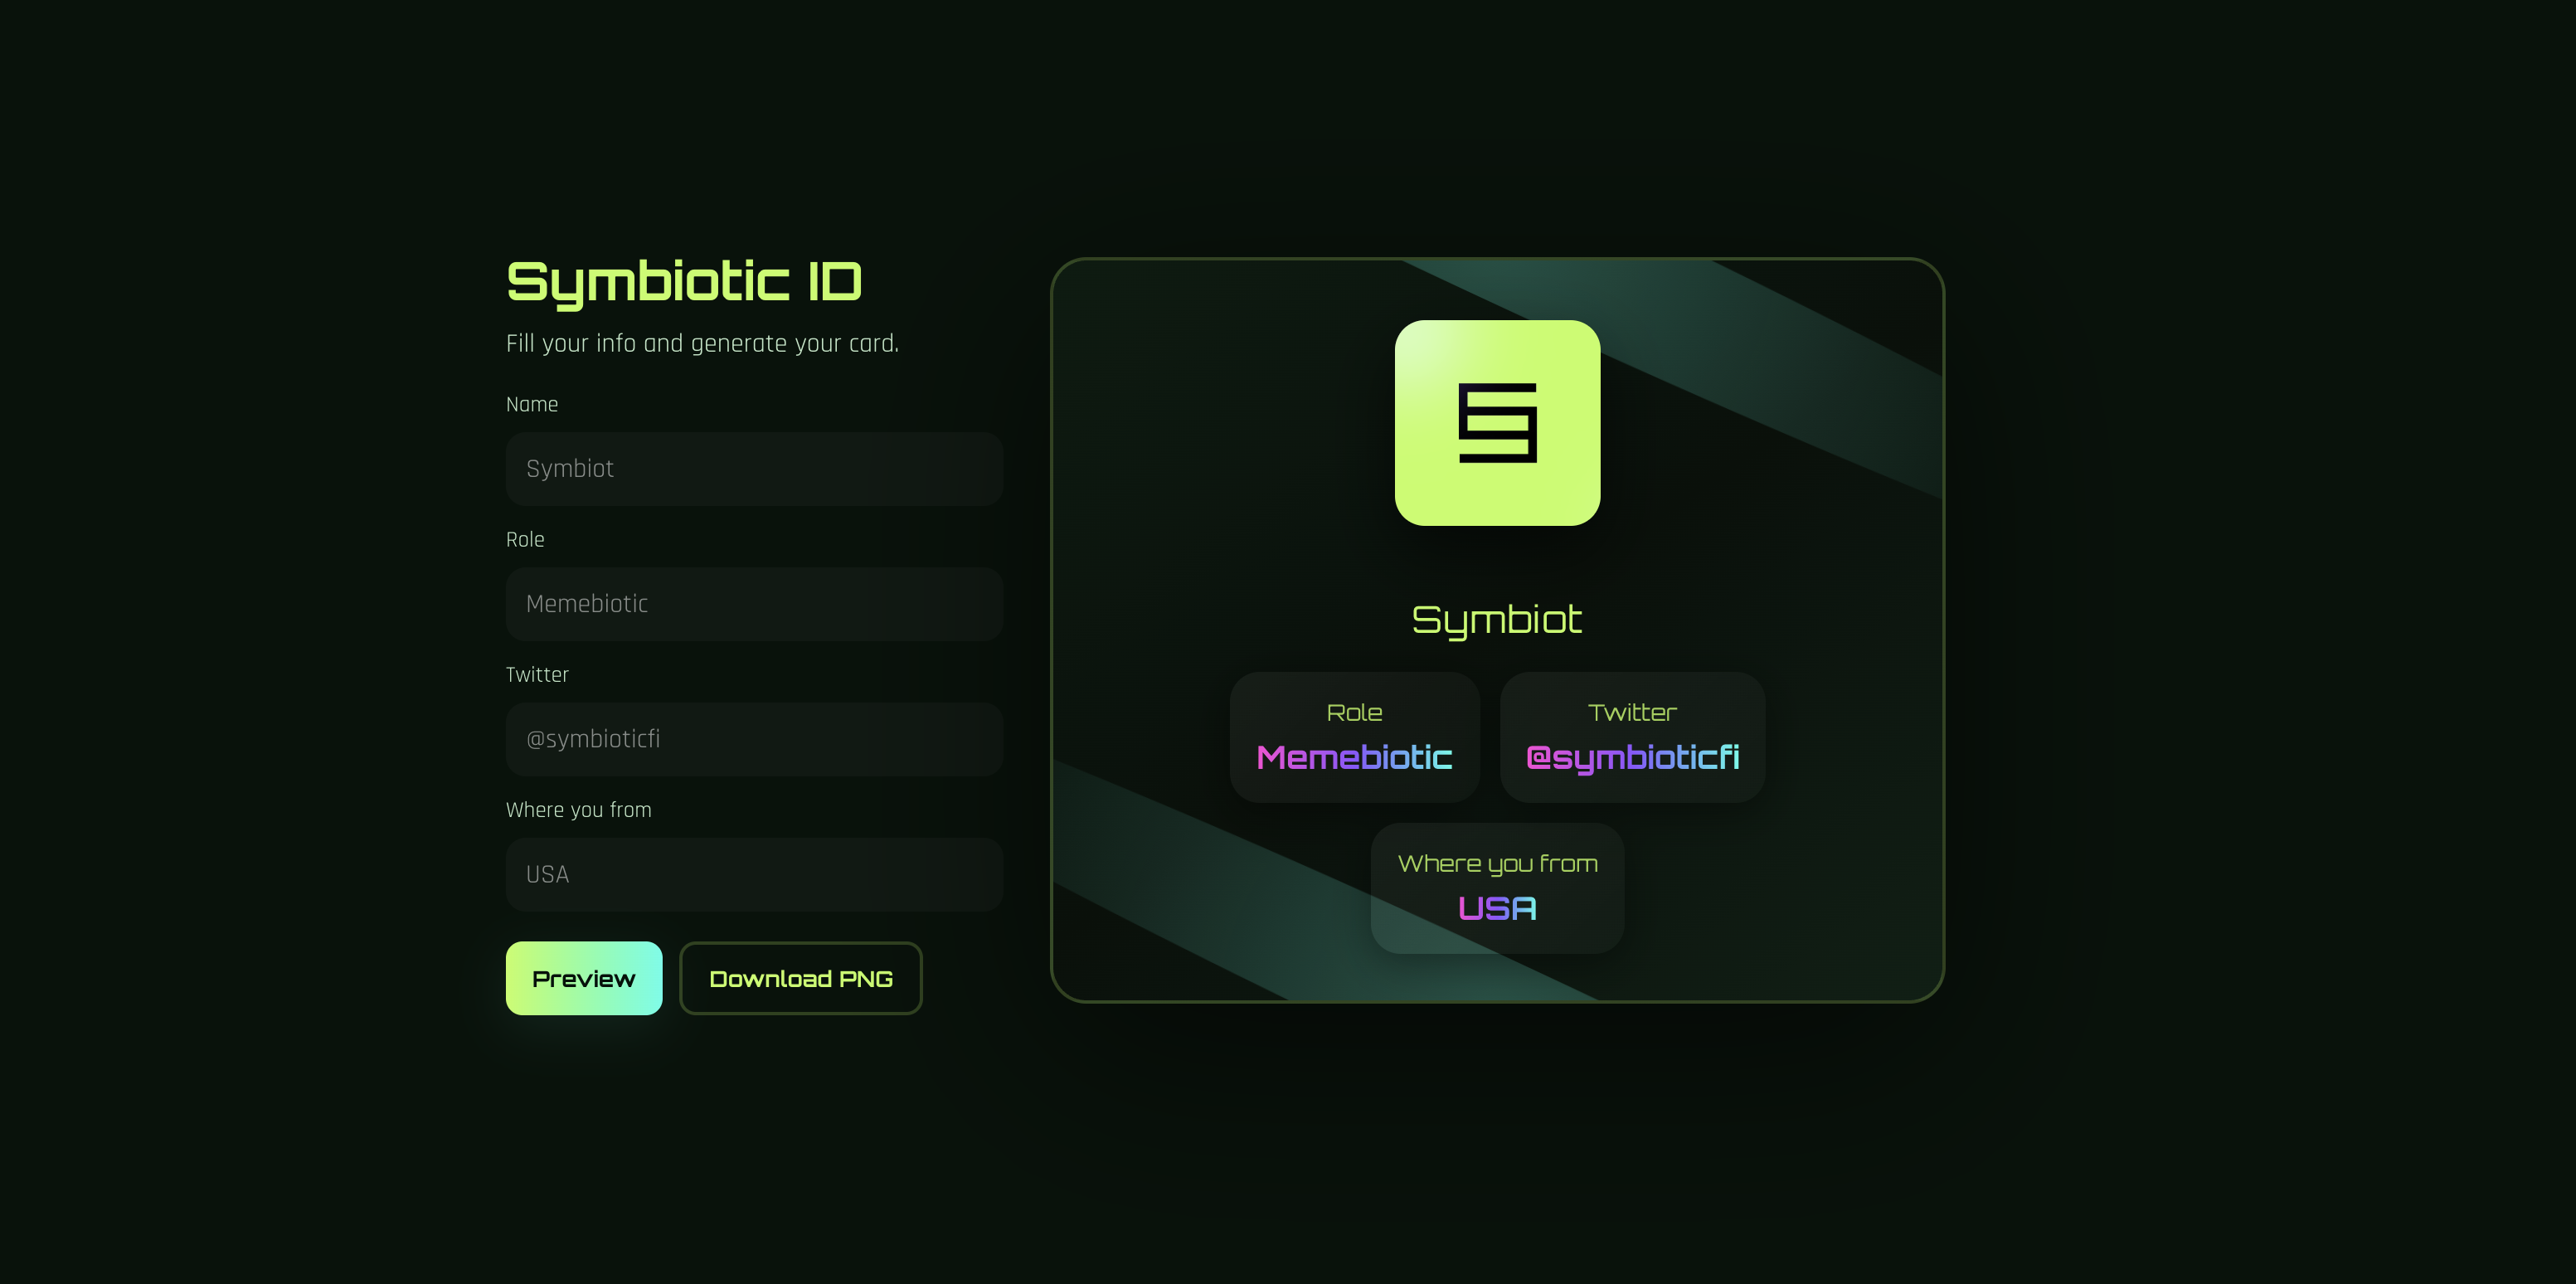 Symbiotic ID
Fill your info and generate your card.
Name
Symbiot
Role
Memebiotic
Twitter
@symbioticfi
Where you from
USA
Preview
Download PNG
S
Symbiot
Role
Memebiotic
Twitter
@symbioticfi
Where you from
USA